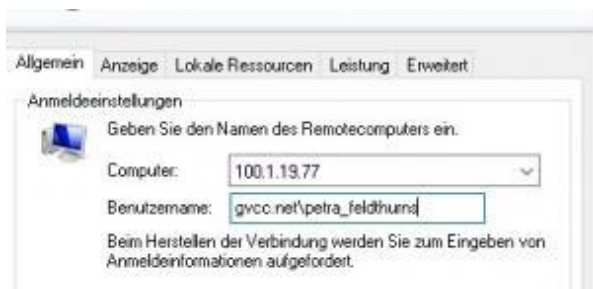 Allgemein Anzeige Lokale Ressourcen Leistung Erweitert
Anmeldeeinstellungen
Geben Sie den Namen des Remotecomputers ein.
Computer: 100.1.19.77
Benutzername: gvcc.net\petra_feldthurns
Beim Herstellen der Verbindung werden Sie zum Eingeben von
Anmeldeinformationen aufgefordert.